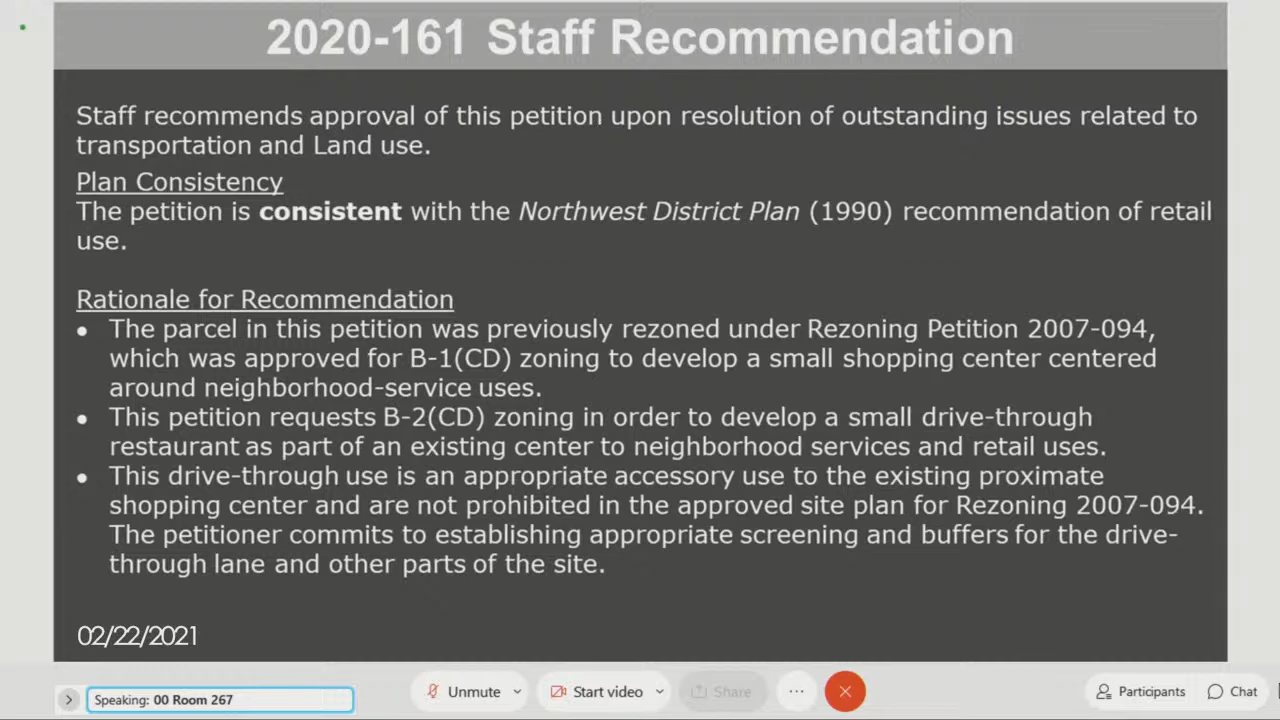 2020-161 Staff Recommendation
Staff recommends approval of this petition upon resolution of outstanding issues related to
transportation and Land use.
Plan Consistency
The petition is consistent with the Northwest District Plan (1990) recommendation of retail
use.
Rationale for Recommendation
• The parcel in this petition was previously rezoned under Rezoning Petition 2007-094,
which was approved for B-1(CD) zoning to develop a small shopping center centered
around neighborhood-service uses.
• This petition requests B-2(CD) zoning in order to develop a small drive-through
restaurant as part of an existing center to neighborhood services and retail uses.
• This drive-through use is an appropriate accessory use to the existing proximate
shopping center and are not prohibited in the approved site plan for Rezoning 2007-094.
The petitioner commits to establishing appropriate screening and buffers for the drive-
through lane and other parts of the site.
02/22/2021
Speaking: 00 Room 267
Unmute
Start video
Share
Participants
Chat